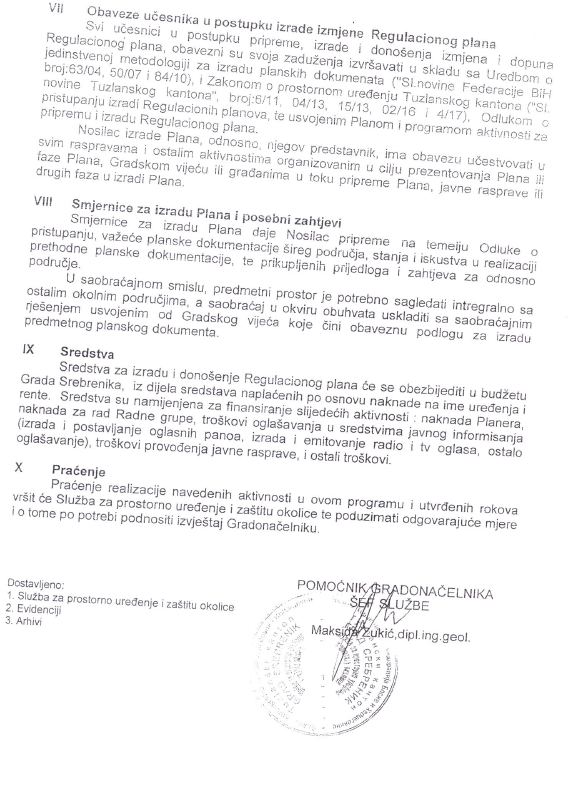 VII Obaveze učesnika u postupku izrade izmjene Regulacionog plana
Svi učesnici u postupku pripreme, izrade i donošenja izmjena i dopuna
Regulacionog plana, obavezni su svoja zaduženja izvršavati u skladu sa Uredbom o
jedinstvenoj metodologiji za izradu planskih dokumenata ("Sl.novine Federacije BiH
broj:63/04, 50/07 i 84/10), i Zakonom o prostornom uređenju Tuzlanskog kantona ("Sl.
novine Tuzlanskog kantona", broj:6/11, 04/13, 15/13, 02/16 i 4/17), Odlukom o
pristupanju izradi Regulacionih planova, te usvojenim Planom i programom aktivnosti za
pripremu i izradu Regulacionog plana.
Nosilac izrade Plana, odnosno, njegov predstavnik, ima obavezu učestvovati u
svim raspravama i ostalim aktivnostima organizovanim u cilju prezentovanja Plana ili
faze Plana, Gradskom vijeću ili građanima u toku pripreme Plana, javne rasprave ili
drugih faza u izradi Plana.
VIII Smjernice za izradu Plana i posebni zahtjevi
Smjernice za izradu Plana daje Nosilac pripreme na temelju Odluke o
pristupanju, važeće planske dokumentacije šireg područja, stanja i iskustva u realizaciji
prethodne planske dokumentacije, te prikupljenih prijedloga i zahtjeva za odnosno
područje.
U saobraćajnom smislu, predmetni prostor je potrebno sagledati intregralno sa
ostalim okolnim područjima, a saobraćaj u okviru obuhvata uskladiti sa saobraćajnim
rješenjem usvojenim od Gradskog vijeća koje čini obaveznu podlogu za izradu
predmetnog planskog dokumenta.
IX Sredstva
Sredstva za izradu i donošenje Regulacionog plana će se obezbijediti u budžetu
Grada Srebrenika, iz dijela sredstava naplaćenih po osnovu naknade na ime uređenja i
rente. Sredstva su namijenjena za finansiranje slijedećih aktivnosti : naknada Planera,
naknada za rad Radne grupe, troškovi oglašavanja u sredstvima javnog informisanja
(izrada i postavljanje oglasnih panoa, izrada i emitovanje radio i tv oglasa, ostalo
oglašavanje), troškovi provođenja javne rasprave, i ostali troškovi.
X Praćenje
Praćenje realizacije navedenih aktivnosti u ovom programu i utvrđenih rokova
vršit će Služba za prostorno uređenje i zaštitu okolice te poduzimati odgovarajuće mjere
i o tome po potrebi podnositi izvještaj Gradonačelniku.
Dostavljeno:
1. Služba za prostorno uređenje i zaštitu okolice
2. Evidenciji
3. Arhivi
POMOĆNIK GRADONAČELNIKA
ŠEF SLUŽBE
Maksida Zukić,dipl.ing.geol.